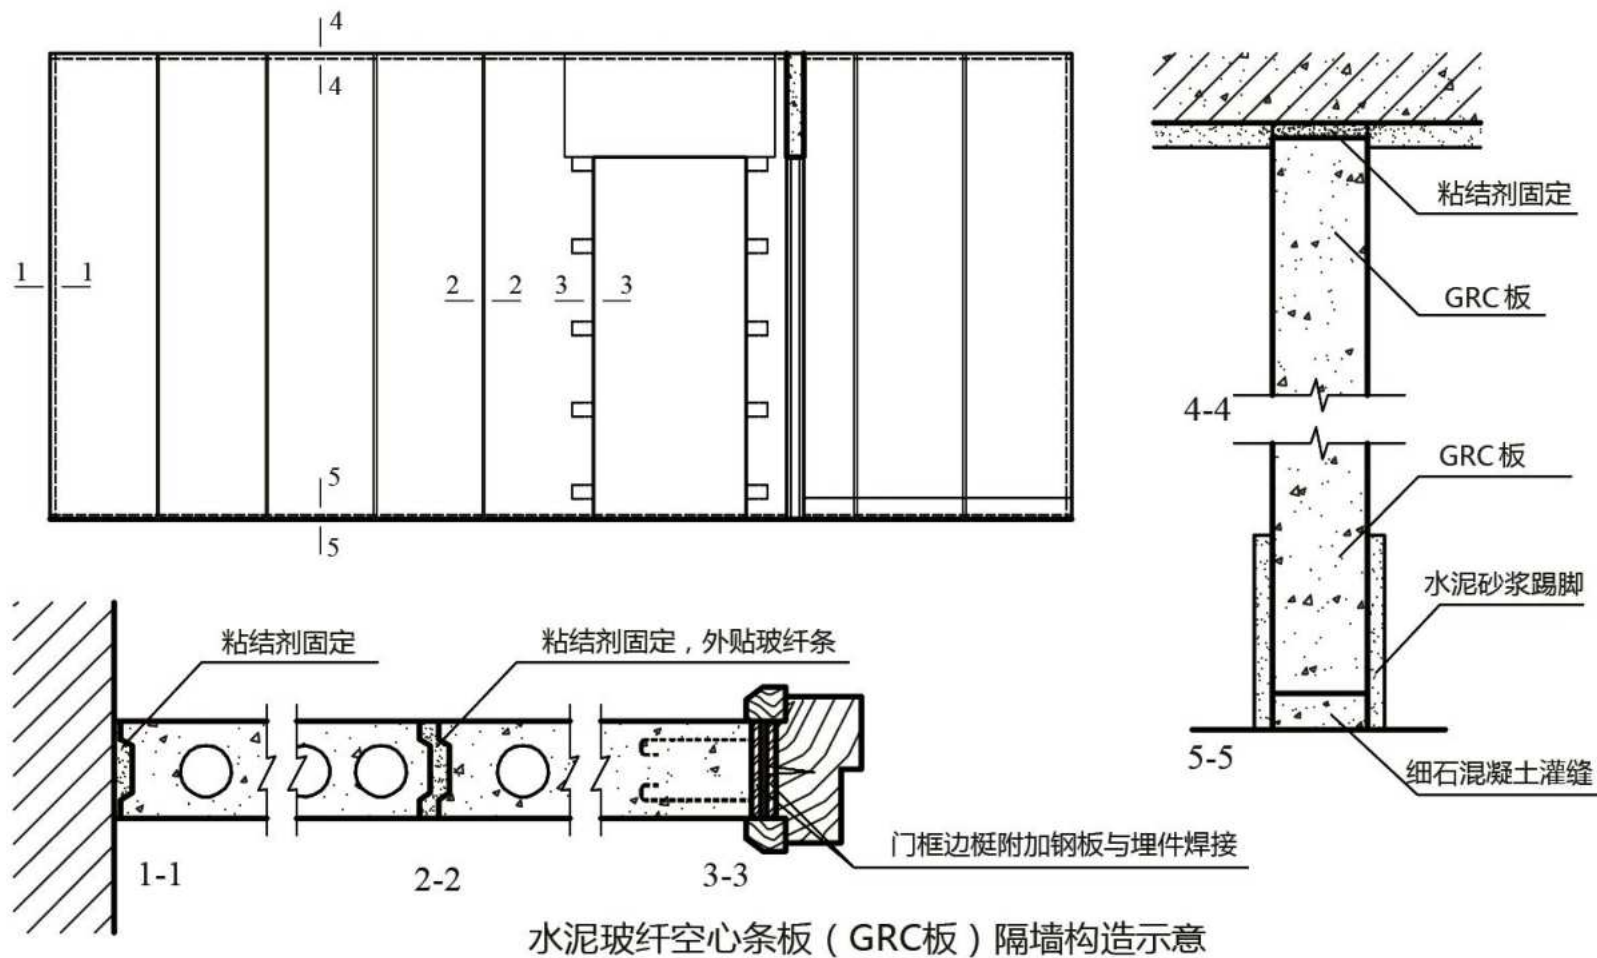 4
4
1
1
2
2
3
3
5
5
粘结剂固定
GRC板
4-4
GRC板
水泥砂浆踢脚
5-5
细石混凝土灌缝
粘结剂固定
粘结剂固定，外贴玻纤条
门框边梃附加钢板与埋件焊接
1-1
2-2
3-3
水泥玻纤空心条板（GRC板）隔墙构造示意